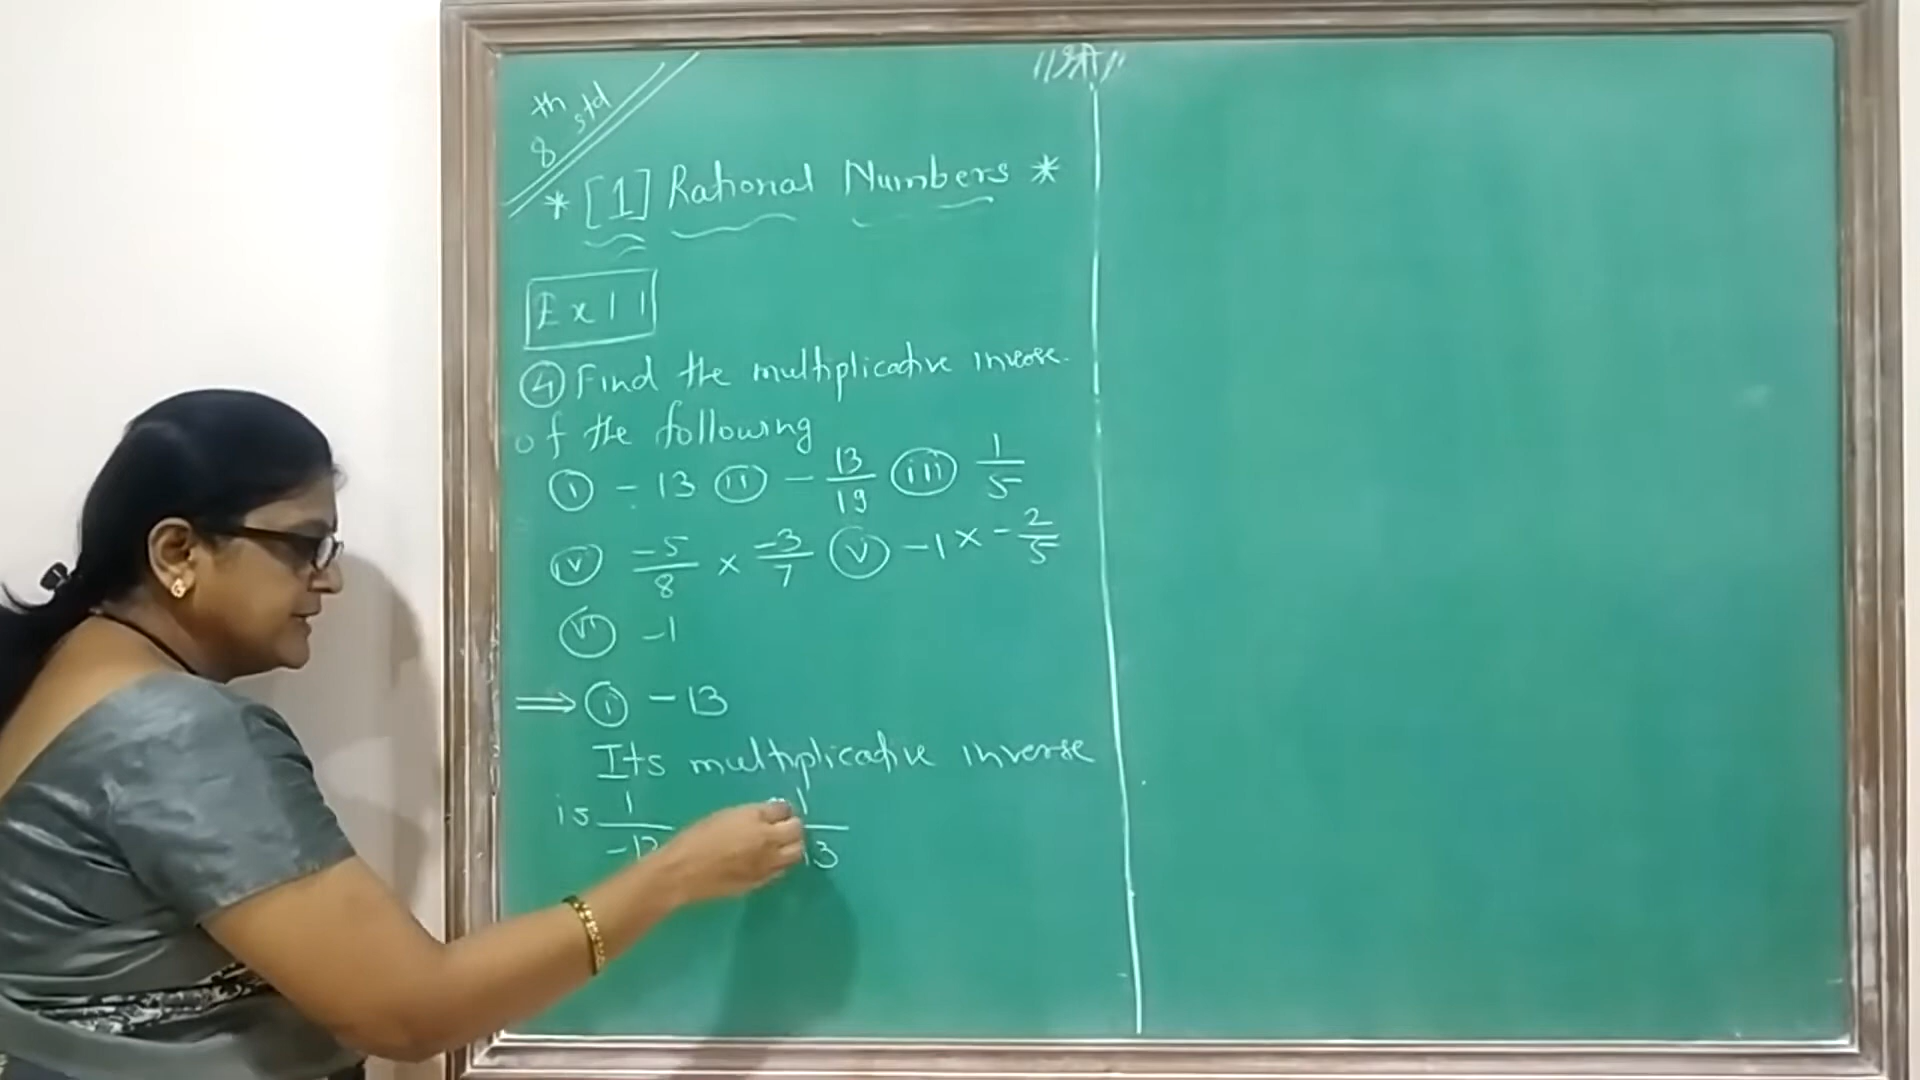 8th std
* [1] Rational Numbers *
Ex 1 1
④ Find the multiplicative inverse
of the following
ⓘ - 13 ⓘⓘ - 13/19 ⓘⓘⓘ 1/5
ⓘⓥ -5/8 × -3/7 ⓥ -1 × - 2/5
ⓥⓘ -1
⇒ ⓘ - 13
Its multiplicative inverse
is 1/-13 1/13